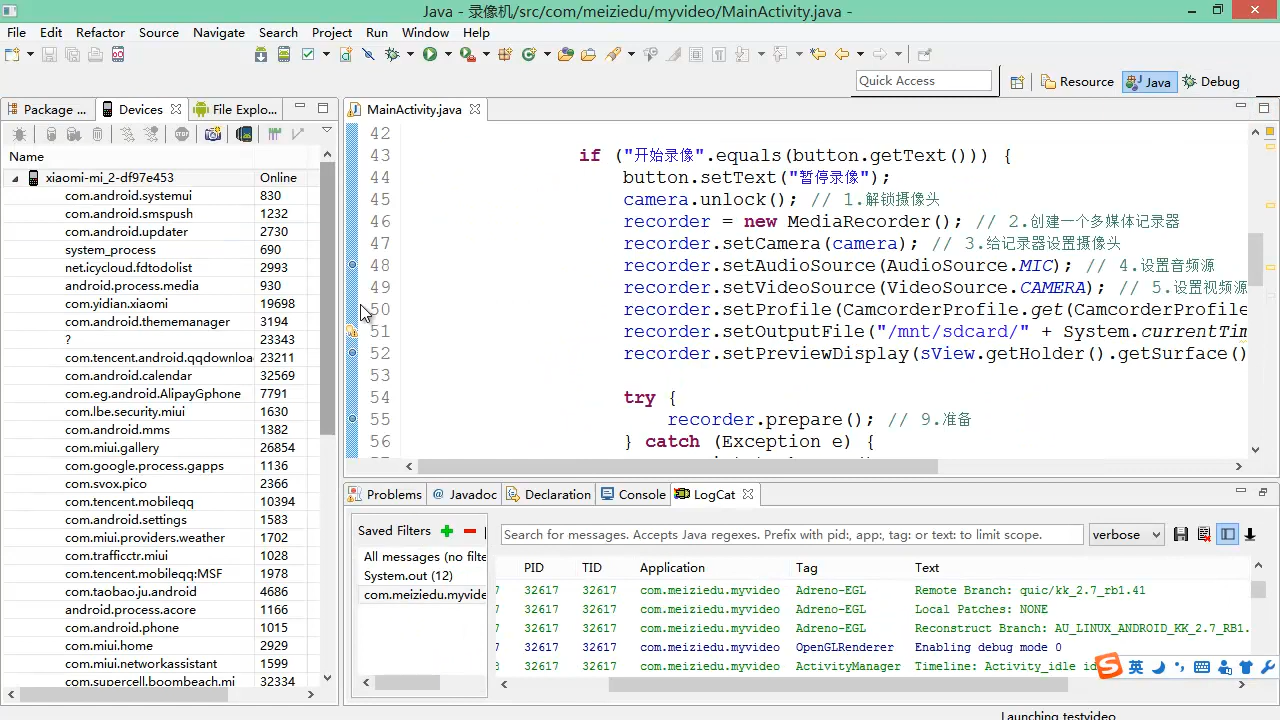 Java - 录像机/src/com/meiziedu/myvideo/MainActivity.java -
File Edit Refactor Source Navigate Search Project Run Window Help
Quick Access
Resource Java Debug
Package ... Devices File Explo...
Name
xiaomi-mi_2-df97e453 Online
com.android.systemui 830
com.android.smspush 1232
com.android.updater 2730
system_process 690
net.icycloud.fdtodolist 2993
android.process.media 930
com.yidian.xiaomi 19698
com.android.thememanager 3194
? 23343
com.tencent.android.qqdownloa 23211
com.android.calendar 32569
com.eg.android.AlipayGphone 7791
com.lbe.security.miui 1630
com.android.mms 1382
com.miui.gallery 26854
com.google.process.gapps 1136
com.svox.pico 2366
com.tencent.mobileqq 10394
com.android.settings 1583
com.miui.providers.weather 1702
com.trafficctr.miui 1028
com.tencent.mobileqq:MSF 1978
com.taobao.ju.android 4686
android.process.acore 1166
com.android.phone 1015
com.miui.home 2929
com.miui.networkassistant 1599
com.supercell.boombeach.mi 32334
MainActivity.java
42
43 if ("开始录像".equals(button.getText())) {
44 button.setText("暂停录像");
45 camera.unlock(); // 1.解锁摄像头
46 recorder = new MediaRecorder(); // 2.创建一个多媒体记录器
47 recorder.setCamera(camera); // 3.给记录器设置摄像头
48 recorder.setAudioSource(AudioSource.MIC); // 4.设置音频源
49 recorder.setVideoSource(VideoSource.CAMERA); // 5.设置视频源
50 recorder.setProfile(CamcorderProfile.get(CamcorderProfile
51 recorder.setOutputFile("/mnt/sdcard/" + System.currentTim
52 recorder.setPreviewDisplay(sView.getHolder().getSurface()
53
54 try {
55 recorder.prepare(); // 9.准备
56 } catch (Exception e) {
Problems @ Javadoc Declaration Console LogCat
Saved Filters
All messages (no filte
System.out (12)
com.meiziedu.myvide
Search for messages. Accepts Java regexes. Prefix with pid:, app:, tag: or text: to limit scope.
verbose
PID TID Application Tag Text
7 32617 32617 com.meiziedu.myvideo Adreno-EGL Remote Branch: quic/kk_2.7_rb1.41
7 32617 32617 com.meiziedu.myvideo Adreno-EGL Local Patches: NONE
7 32617 32617 com.meiziedu.myvideo Adreno-EGL Reconstruct Branch: AU_LINUX_ANDROID_KK_2.7_RB1.
7 32617 32617 com.meiziedu.myvideo OpenGLRenderer Enabling debug mode 0
3 32617 32617 com.meiziedu.myvideo ActivityManager Timeline: Activity_idle id
英
Launching testvideo